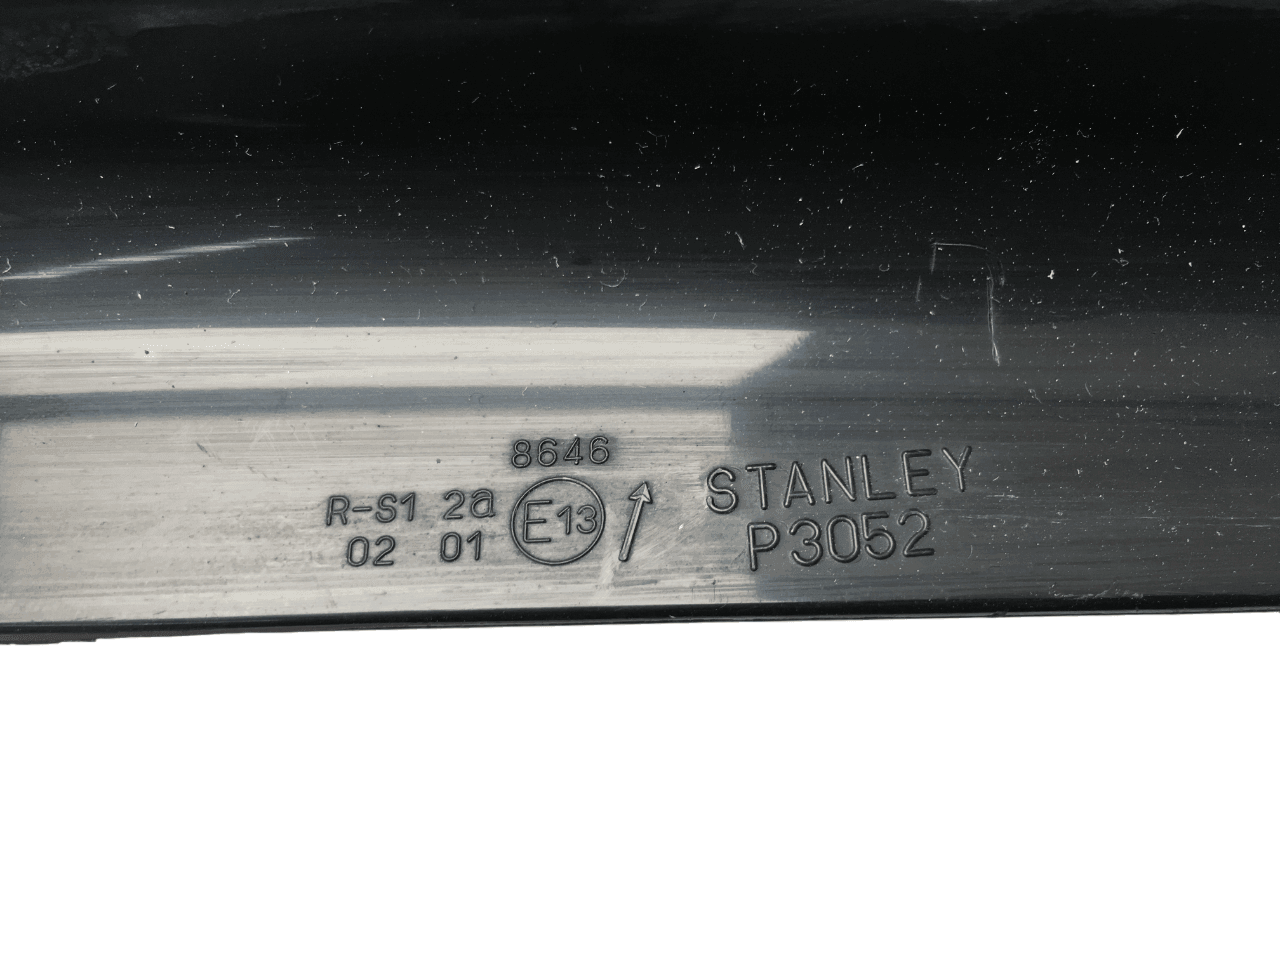 8646
R-S1 2a E13 ↑
02 01
STANLEY
P3052